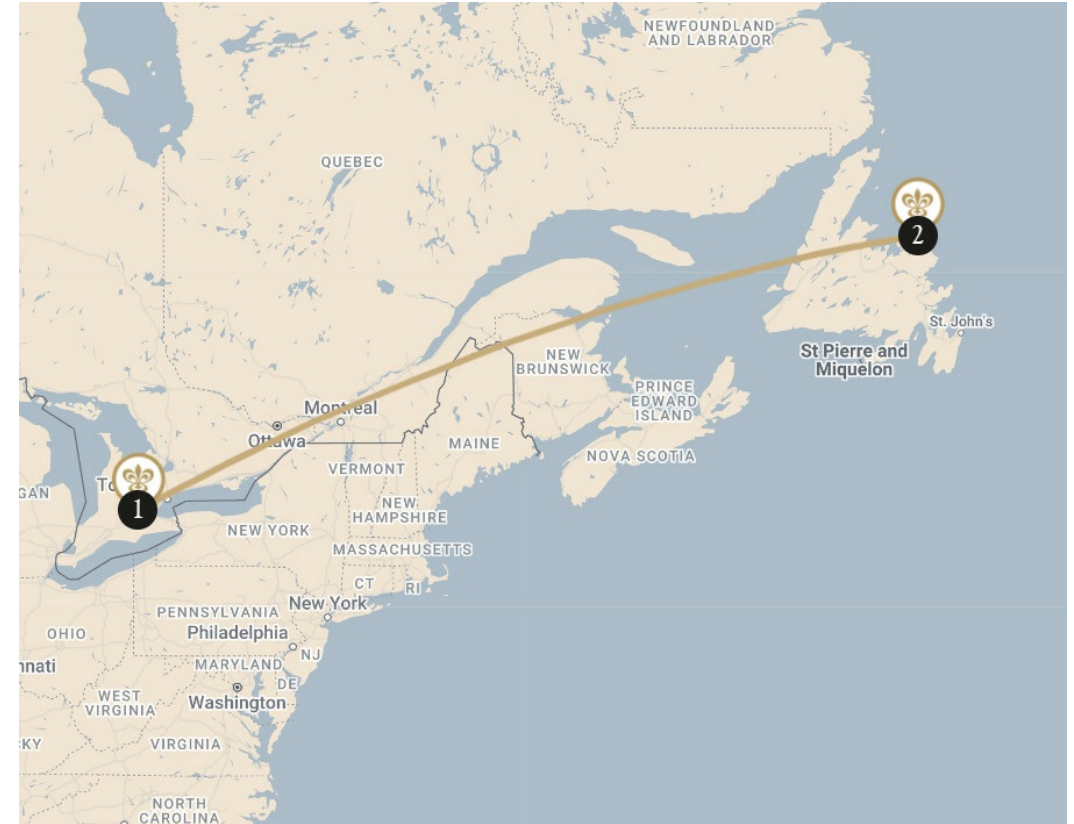 NEWFOUNDLAND
AND LABRADOR
QUEBEC
2
St. John's
St Pierre and
Miquelon
NEW
BRUNSWICK
PRINCE
EDWARD
ISLAND
Montreal
Ottawa
MAINE
NOVA SCOTIA
VERMONT
To
GAN
1
NEW
HAMPSHIRE
NEW YORK
MASSACHUSETTS
CT
RI
New York
PENNSYLVANIA
OHIO
Philadelphia
NJ
nnati
MARYLAND
DE
WEST
VIRGINIA
Washington
KY
VIRGINIA
NORTH
CAROLINA